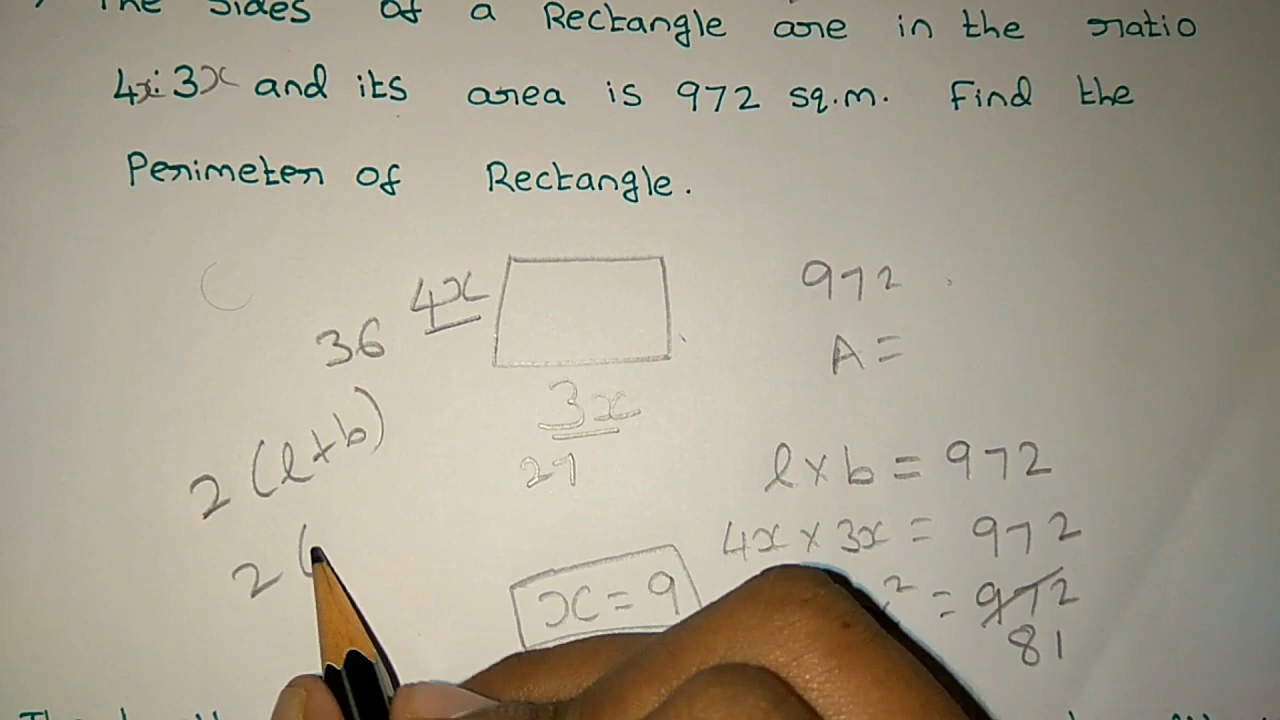 The sides of a Rectangle are in the ratio
4x:3x and its area is 972 sq.m. Find the
Perimeter of Rectangle.
4x
36
3x
27
2(l+b)
2(
x=9
972
A=
l×b=972
4x×3x=972
²=972
81